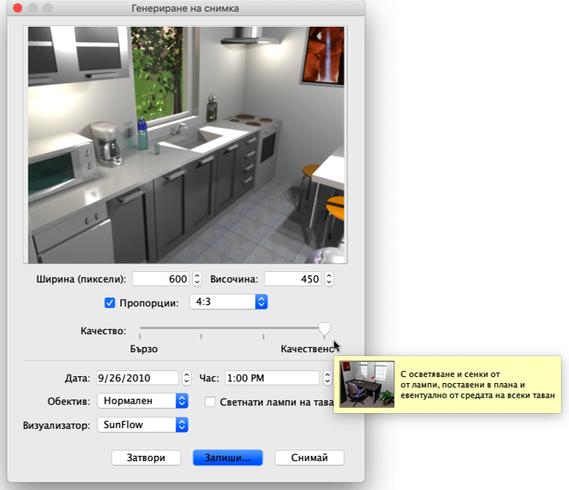 Генериране на снимка
Ширина (пиксели): 600 Височина: 450
Пропорции: 4:3
Качество:
Бързо Качествено
С осветяване и сенки от
от лампи, поставени в плана и
евентуално от средата на всеки таван
Дата: 9/26/2010 Час: 1:00 PM
Обектив: Нормален Светнати лампи на тава
Визуализатор: SunFlow
Затвори Запиши... Снимай